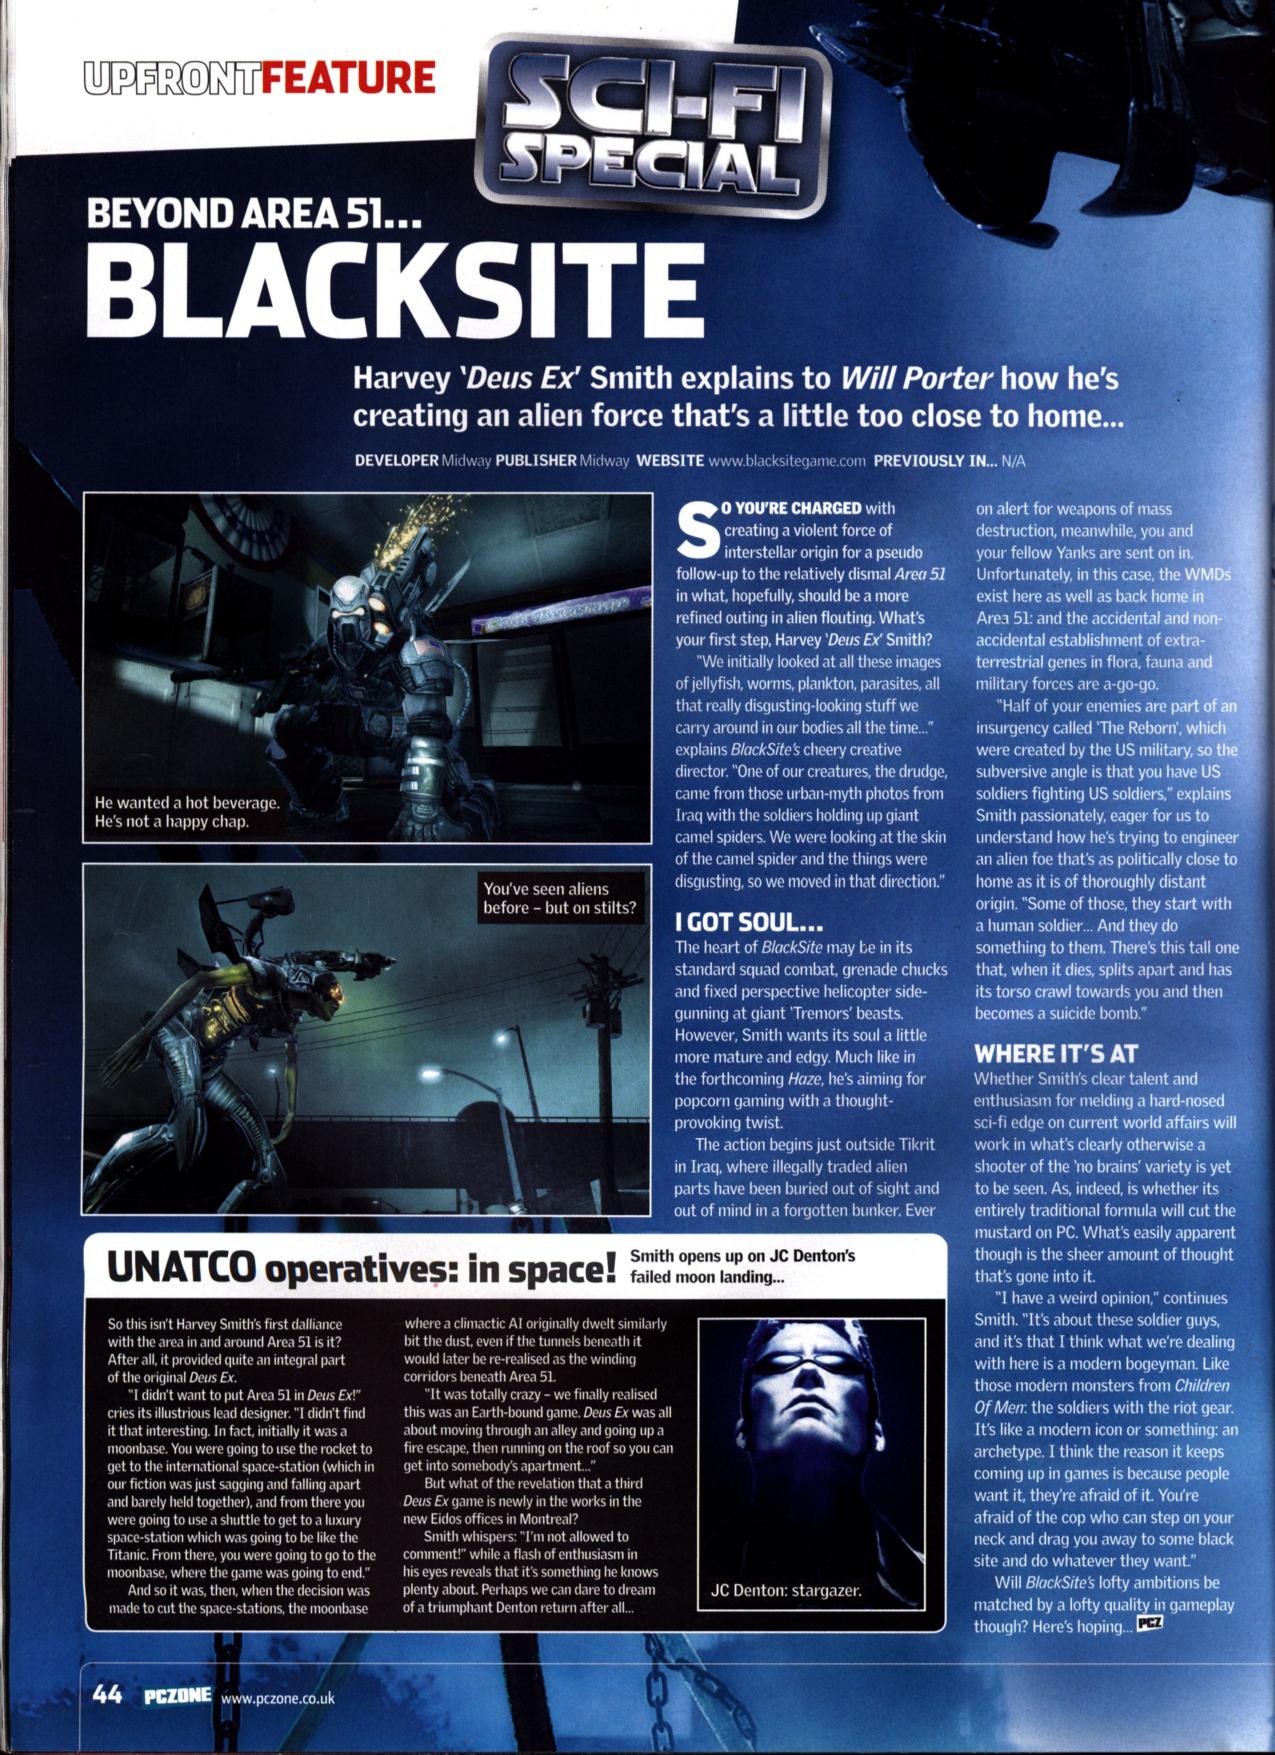 UPFRONTFEATURE
SCI-FI
SPECIAL
BEYOND AREA 51...
BLACKSITE
Harvey 'Deus Ex' Smith explains to Will Porter how he's
creating an alien force that's a little too close to home...
DEVELOPER Midway PUBLISHER Midway WEBSITE www.blacksitegame.com PREVIOUSLY IN... N/A
He wanted a hot beverage.
He's not a happy chap.
You've seen aliens
before – but on stilts?
SO YOU'RE CHARGED with
creating a violent force of
interstellar origin for a pseudo
follow-up to the relatively dismal Area 51
in what, hopefully, should be a more
refined outing in alien flouting. What's
your first step, Harvey 'Deus Ex' Smith?
"We initially looked at all these images
of jellyfish, worms, plankton, parasites, all
that really disgusting-looking stuff we
carry around in our bodies all the time..."
explains BlackSite's cheery creative
director. "One of our creatures, the drudge,
came from those urban-myth photos from
Iraq with the soldiers holding up giant
camel spiders. We were looking at the skin
of the camel spider and the things were
disgusting, so we moved in that direction."
I GOT SOUL...
The heart of BlackSite may be in its
standard squad combat, grenade chucks
and fixed perspective helicopter side-
gunning at giant 'Tremors' beasts.
However, Smith wants its soul a little
more mature and edgy. Much like in
the forthcoming Haze, he's aiming for
popcorn gaming with a thought-
provoking twist.
The action begins just outside Tikrit
in Iraq, where illegally traded alien
parts have been buried out of sight and
out of mind in a forgotten bunker. Ever
on alert for weapons of mass
destruction, meanwhile, you and
your fellow Yanks are sent on in.
Unfortunately, in this case, the WMDs
exist here as well as back home in
Area 51: and the accidental and non-
accidental establishment of extra-
terrestrial genes in flora, fauna and
military forces are a-go-go.
"Half of your enemies are part of an
insurgency called 'The Reborn', which
were created by the US military, so the
subversive angle is that you have US
soldiers fighting US soldiers," explains
Smith passionately, eager for us to
understand how he's trying to engineer
an alien foe that's as politically close to
home as it is of thoroughly distant
origin. "Some of those, they start with
a human soldier... And they do
something to them. There's this tall one
that, when it dies, splits apart and has
its torso crawl towards you and then
becomes a suicide bomb."
WHERE IT'S AT
Whether Smith's clear talent and
enthusiasm for melding a hard-nosed
sci-fi edge on current world affairs will
work in what's clearly otherwise a
shooter of the 'no brains' variety is yet
to be seen. As, indeed, is whether its
entirely traditional formula will cut the
mustard on PC. What's easily apparent
though is the sheer amount of thought
that's gone into it.
"I have a weird opinion," continues
Smith. "It's about these soldier guys,
and it's that I think what we're dealing
with here is a modern bogeyman. Like
those modern monsters from Children
Of Men: the soldiers with the riot gear.
It's like a modern icon or something: an
archetype. I think the reason it keeps
coming up in games is because people
want it, they're afraid of it. You're
afraid of the cop who can step on your
neck and drag you away to some black
site and do whatever they want."
Will BlackSite's lofty ambitions be
matched by a lofty quality in gameplay
though? Here's hoping... PCZ
UNATCO operatives: in space!
Smith opens up on JC Denton's
failed moon landing...
So this isn't Harvey Smith's first dalliance
with the area in and around Area 51 is it?
After all, it provided quite an integral part
of the original Deus Ex.
"I didn't want to put Area 51 in Deus Ex!"
cries its illustrious lead designer. "I didn't find
it that interesting. In fact, initially it was a
moonbase. You were going to use the rocket to
get to the international space-station (which in
our fiction was just sagging and falling apart
and barely held together), and from there you
were going to use a shuttle to get to a luxury
space-station which was going to be like the
Titanic. From there, you were going to go to the
moonbase, where the game was going to end."
And so it was, then, when the decision was
made to cut the space-stations, the moonbase
where a climactic AI originally dwelt similarly
bit the dust, even if the tunnels beneath it
would later be re-realised as the winding
corridors beneath Area 51.
"It was totally crazy – we finally realised
this was an Earth-bound game. Deus Ex was all
about moving through an alley and going up a
fire escape, then running on the roof so you can
get into somebody's apartment..."
But what of the revelation that a third
Deus Ex game is newly in the works in the
new Eidos offices in Montreal?
Smith whispers: "I'm not allowed to
comment!" while a flash of enthusiasm in
his eyes reveals that it's something he knows
plenty about. Perhaps we can dare to dream
of a triumphant Denton return after all...
JC Denton: stargazer.
44 PCZONE www.pczone.co.uk